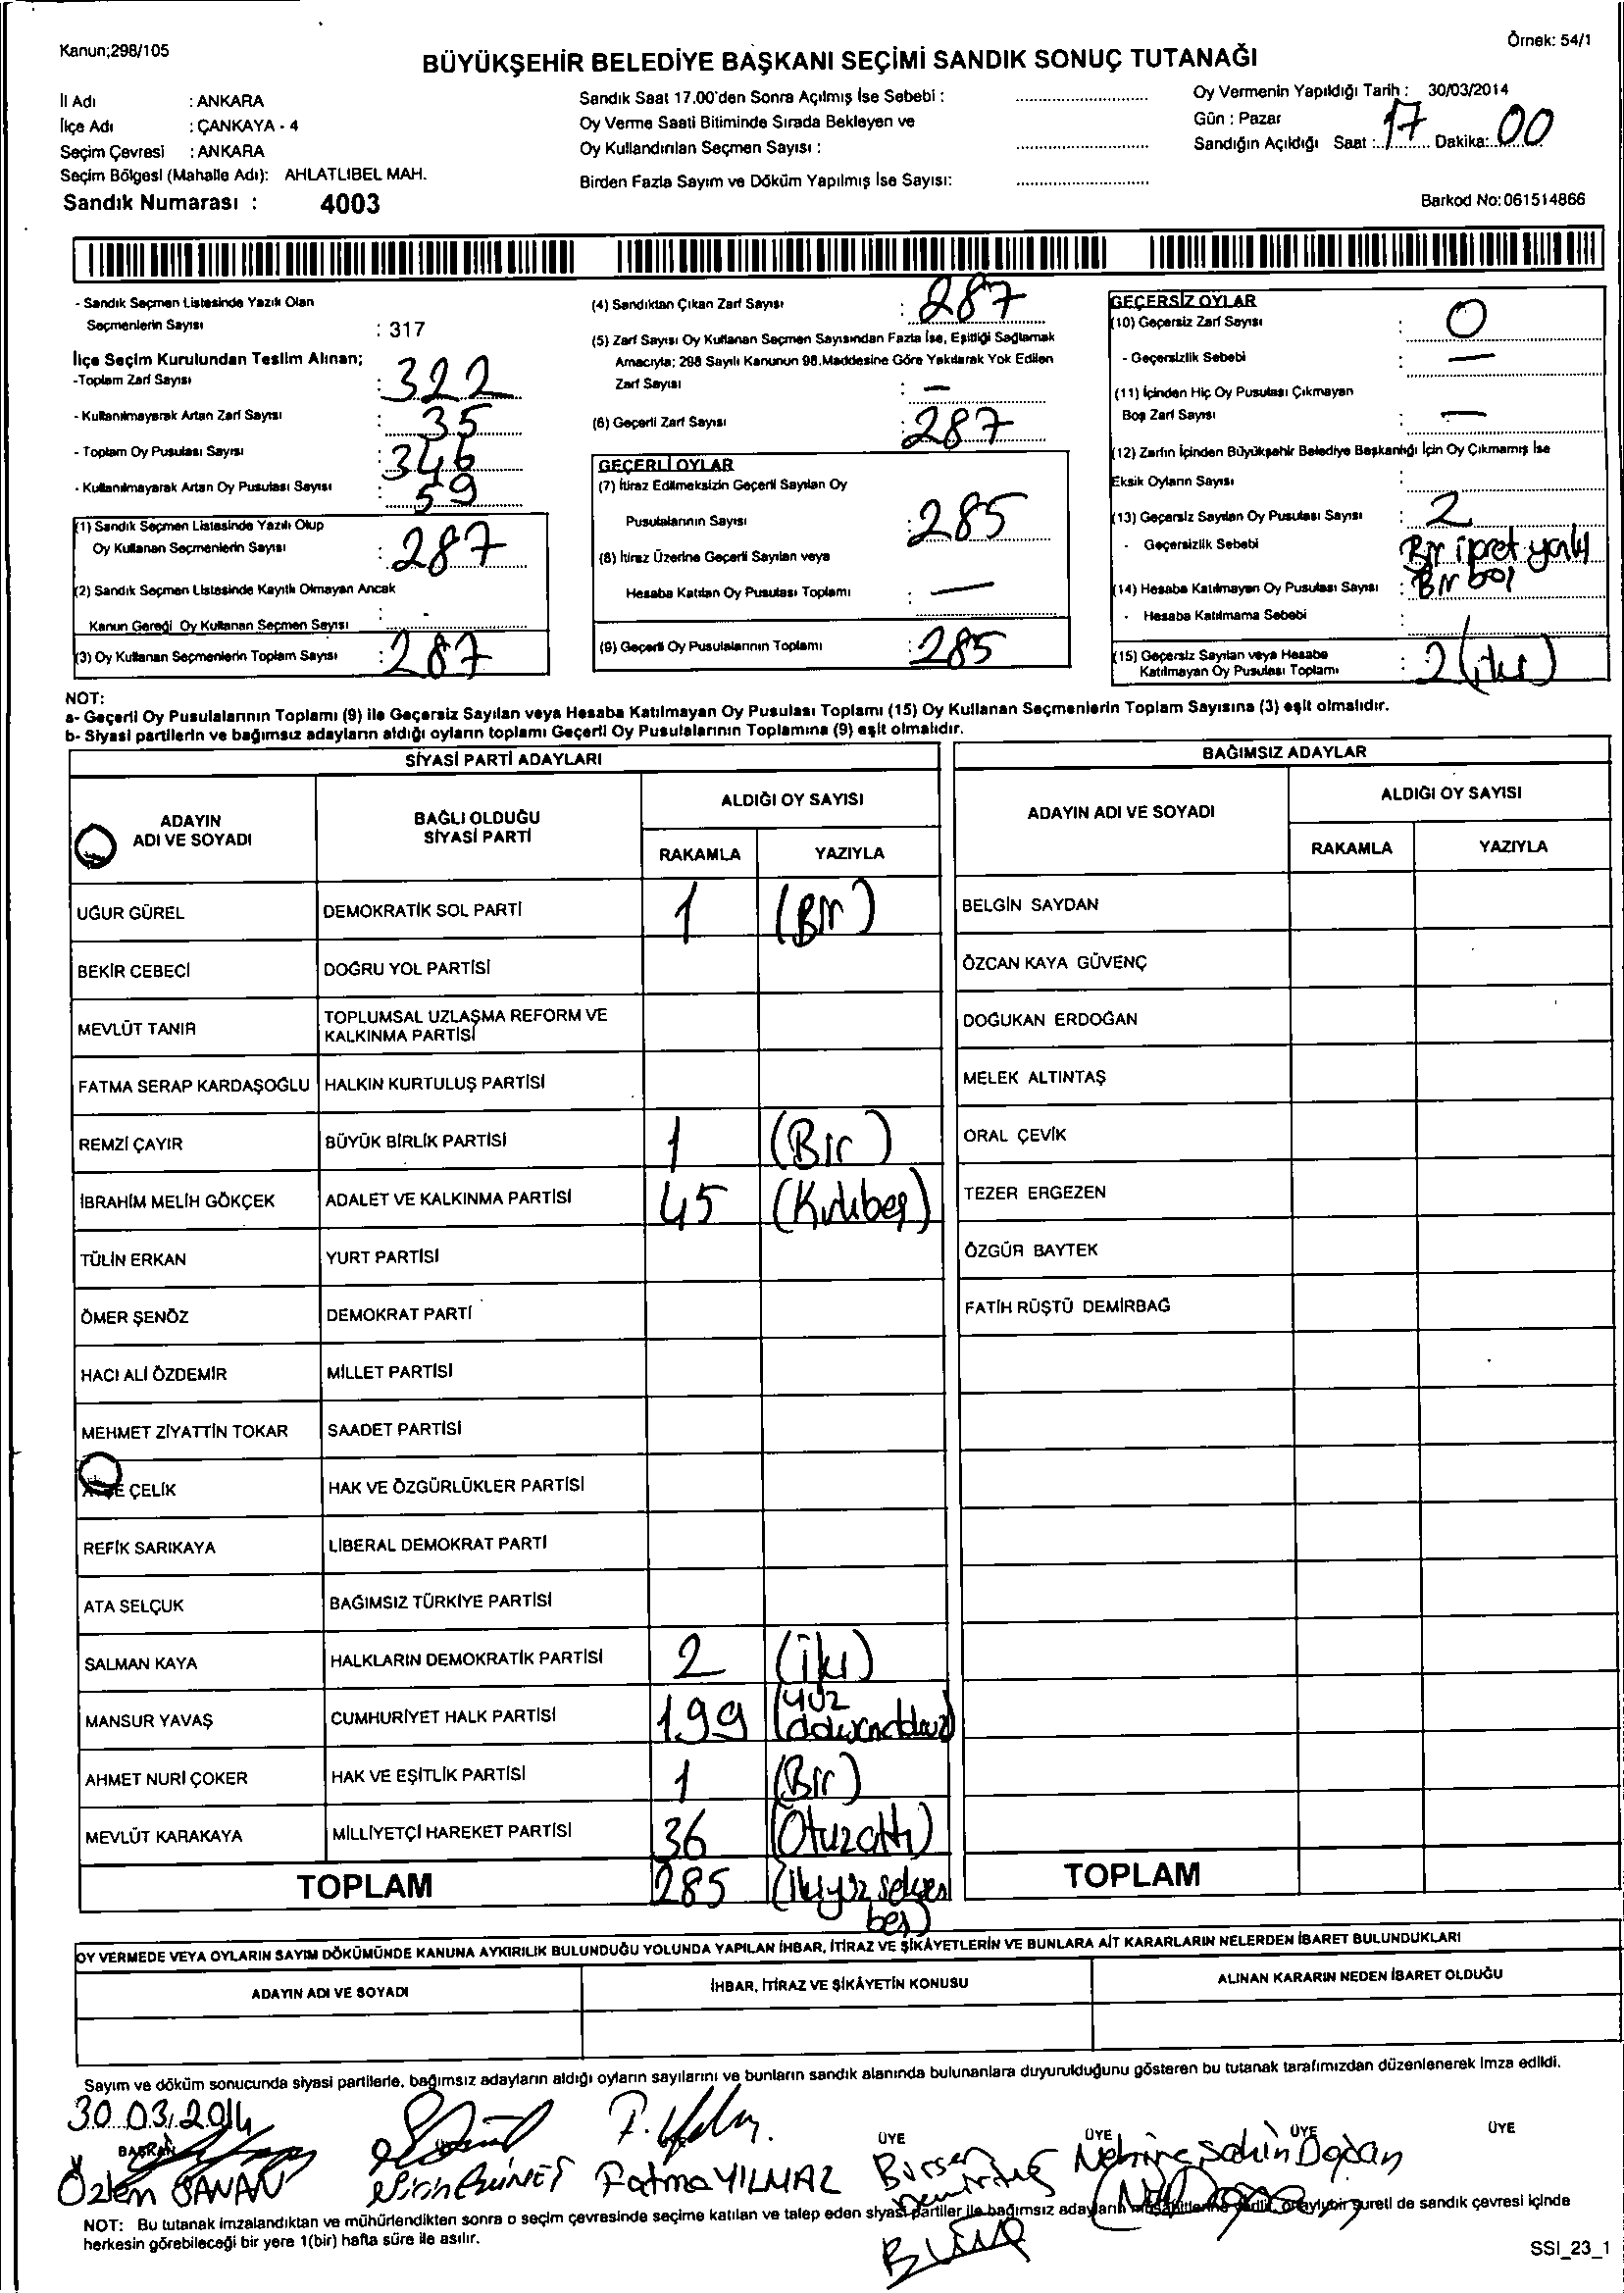 Kanun;298/105
Örnek: 54/1
BÜYÜKŞEHİR BELEDİYE BAŞKANI SEÇİMİ SANDIK SONUÇ TUTANAĞI
İl Adı : ANKARA
İlçe Adı : ÇANKAYA - 4
Seçim Çevresi : ANKARA
Seçim Bölgesi (Mahalle Adı): AHLATLIBEL MAH.
Sandık Numarası : 4003
Sandık Saat 17.00'den Sonra Açılmış İse Sebebi :
Oy Verme Saati Bitiminde Sırada Bekleyen ve
Oy Kullandırılan Seçmen Sayısı :
Birden Fazla Sayım ve Döküm Yapılmış İse Sayısı:
Oy Vermenin Yapıldığı Tarih : 30/03/2014
Gün : Pazar
Sandığın Açıldığı Saat : 17 Dakika: 00
Barkod No:061514866
- Sandık Seçmen Listesinde Yazılı Olan
Seçmenlerin Sayısı : 317
İlçe Seçim Kurulundan Teslim Alınan;
-Toplam Zarf Sayısı : 322
- Kullanılmayarak Artan Zarf Sayısı : 35
- Toplam Oy Pusulası Sayısı : 346
- Kullanılmayarak Artan Oy Pusulası Sayısı : 59
(1) Sandık Seçmen Listesinde Yazılı Olup
Oy Kullanan Seçmenlerin Sayısı : 287
(2) Sandık Seçmen Listesinde Kayıtlı Olmayan Ancak
Kanun Gereği Oy Kullanan Seçmen Sayısı :
(3) Oy Kullanan Seçmenlerin Toplam Sayısı : 287
(4) Sandıktan Çıkan Zarf Sayısı : 287
(5) Zarf Sayısı Oy Kullanan Seçmen Sayısından Fazla İse, Eşitliği Sağlamak
Amacıyla; 298 Sayılı Kanunun 98.Maddesine Göre Yakılarak Yok Edilen
Zarf Sayısı : —
(6) Geçerli Zarf Sayısı : 287
GEÇERLİ OYLAR
(7) İtiraz Edilmeksizin Geçerli Sayılan Oy
Pusulalarının Sayısı : 285
(8) İtiraz Üzerine Geçerli Sayılan veya
Hesaba Katılan Oy Pusulası Toplamı : —
(9) Geçerli Oy Pusulalarının Toplamı : 285
GEÇERSİZ OYLAR
(10) Geçersiz Zarf Sayısı : 0
- Geçersizlik Sebebi : —
(11) İçinden Hiç Oy Pusulası Çıkmayan
Boş Zarf Sayısı : —
(12) Zarfın İçinden Büyükşehir Belediye Başkanlığı İçin Oy Çıkmamış İse
Eksik Oyların Sayısı :
(13) Geçersiz Sayılan Oy Pusulası Sayısı : 2
- Geçersizlik Sebebi : Bir
(14) Hesaba Katılmayan Oy Pusulası Sayısı : Bir boş
- Hesaba Katılmama Sebebi :
(15) Geçersiz Sayılan veya Hesaba
Katılmayan Oy Pusulası Toplamı : 2 (iki)
NOT:
a- Geçerli Oy Pusulalarının Toplamı (9) ile Geçersiz Sayılan veya Hesaba Katılmayan Oy Pusulası Toplamı (15) Oy Kullanan Seçmenlerin Toplam Sayısına (3) eşit olmalıdır.
b- Siyasi partilerin ve bağımsız adayların aldığı oyların toplamı Geçerli Oy Pusulalarının Toplamına (9) eşit olmalıdır.
SİYASİ PARTİ ADAYLARI
ADAYIN ADI VE SOYADI
BAĞLI OLDUĞU SİYASİ PARTİ
ALDIĞI OY SAYISI
RAKAMLA YAZIYLA
UĞUR GÜREL DEMOKRATİK SOL PARTİ 1 (Bir)
BEKİR CEBECİ DOĞRU YOL PARTİSİ
MEVLÜT TANIR TOPLUMSAL UZLAŞMA REFORM VE KALKINMA PARTİSİ
FATMA SERAP KARDAŞOĞLU HALKIN KURTULUŞ PARTİSİ
REMZİ ÇAYIR BÜYÜK BİRLİK PARTİSİ 1 (Bir)
İBRAHİM MELİH GÖKÇEK ADALET VE KALKINMA PARTİSİ 45 (Kırkbeş)
TÜLİN ERKAN YURT PARTİSİ
ÖMER ŞENÖZ DEMOKRAT PARTİ
HACI ALİ ÖZDEMİR MİLLET PARTİSİ
MEHMET ZİYATTİN TOKAR SAADET PARTİSİ
ÇELİK HAK VE ÖZGÜRLÜKLER PARTİSİ
REFİK SARIKAYA LİBERAL DEMOKRAT PARTİ
ATA SELÇUK BAĞIMSIZ TÜRKİYE PARTİSİ
SALMAN KAYA HALKLARIN DEMOKRATİK PARTİSİ 2 (iki)
MANSUR YAVAŞ CUMHURİYET HALK PARTİSİ 199 (yüz doksandokuz)
AHMET NURİ ÇOKER HAK VE EŞİTLİK PARTİSİ 1 (Bir)
MEVLÜT KARAKAYA MİLLİYETÇİ HAREKET PARTİSİ 36 (Otuzaltı)
TOPLAM 285 (ikiyüz seksen beş)
BAĞIMSIZ ADAYLAR
ADAYIN ADI VE SOYADI
ALDIĞI OY SAYISI
RAKAMLA YAZIYLA
BELGİN SAYDAN
ÖZCAN KAYA GÜVENÇ
DOĞUKAN ERDOĞAN
MELEK ALTINTAŞ
ORAL ÇEVİK
TEZER ERGEZEN
ÖZGÜR BAYTEK
FATİH RÜŞTÜ DEMİRBAĞ
TOPLAM
OY VERMEDE VEYA OYLARIN SAYIM DÖKÜMÜNDE KANUNA AYKIRILIK BULUNDUĞU YOLUNDA YAPILAN İHBAR, İTİRAZ VE ŞİKÂYETLERİN VE BUNLARA AİT KARARLARIN NELERDEN İBARET BULUNDUKLARI
ADAYIN ADI VE SOYADI
İHBAR, İTİRAZ VE ŞİKÂYETİN KONUSU
ALINAN KARARIN NEDEN İBARET OLDUĞU
Sayım ve döküm sonucunda siyasi partilerle, bağımsız adayların aldığı oyların sayılarını ve bunların sandık alanında bulunanlara duyurulduğunu gösteren bu tutanak tarafımızdan düzenlenerek imza edildi.
30.03.2014
BAŞKAN ÜYE ÜYE ÜYE ÜYE
Özlem Fatma YILMAZ Nehrine Şahin Doğan
NOT: Bu tutanak imzalandıktan ve mühürlendikten sonra o seçim çevresinde seçime katılan ve talep eden siyasi partiler ile bağımsız adayların bir sureti de sandık çevresi içinde
herkesin görebileceği bir yere 1(bir) hafta süre ile asılır.
SSI_23_1